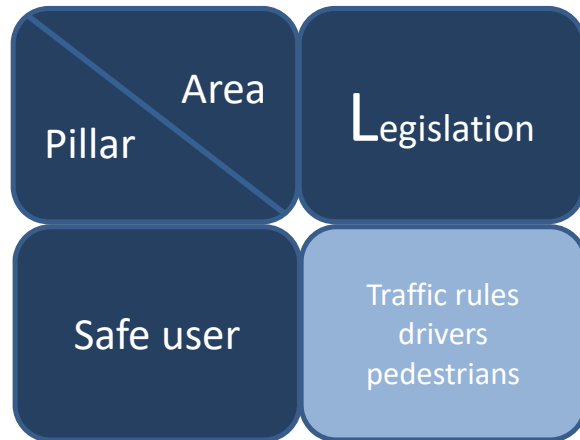 Area
Pillar
Legislation
Safe user
Traffic rules
drivers
pedestrians